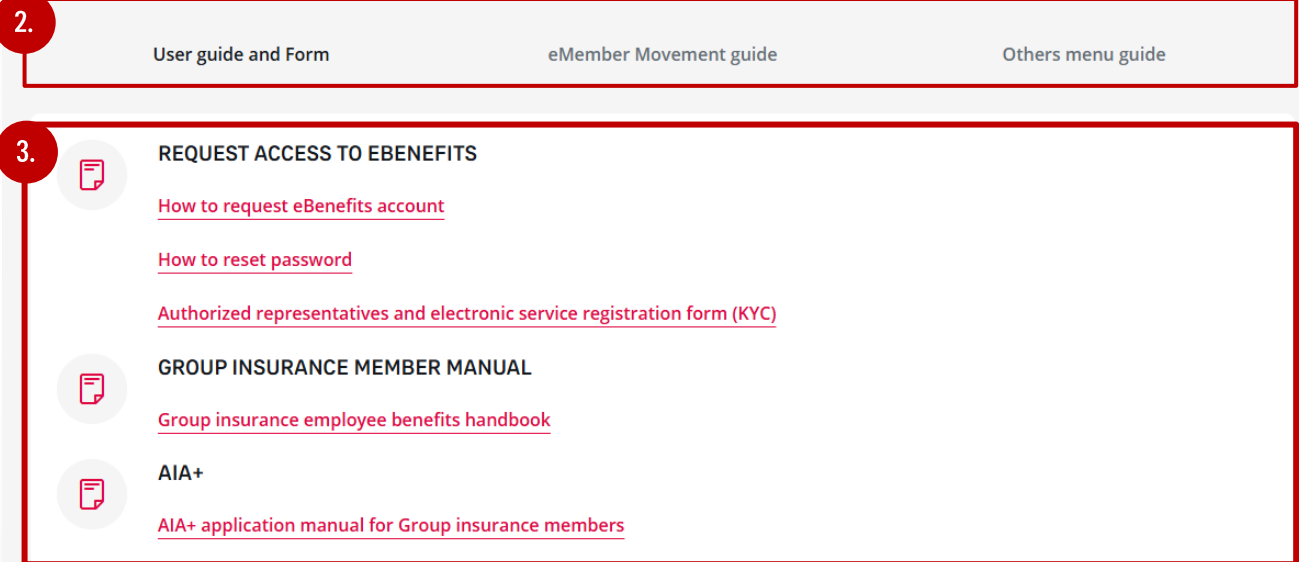 2.
User guide and Form eMember Movement guide Others menu guide
3.
REQUEST ACCESS TO EBENEFITS
How to request eBenefits account
How to reset password
Authorized representatives and electronic service registration form (KYC)
GROUP INSURANCE MEMBER MANUAL
Group insurance employee benefits handbook
AIA+
AIA+ application manual for Group insurance members